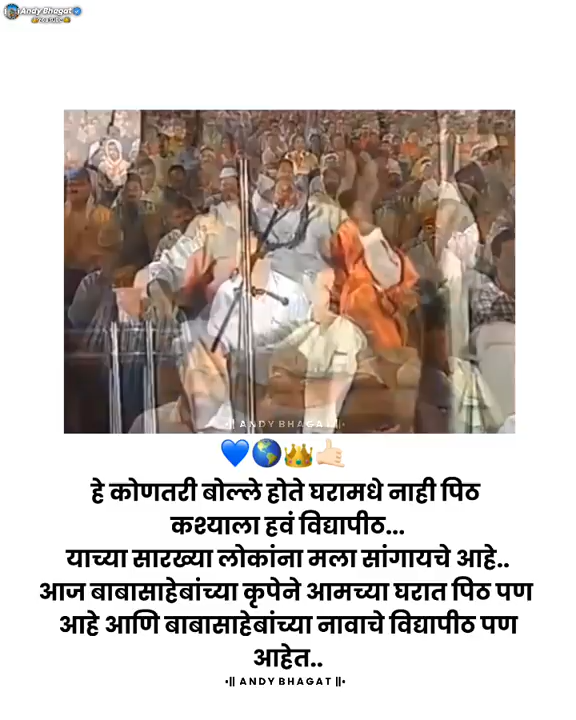 Andy Bhagat
·|| ANDY BHAGAT ||·
हे कोणतरी बोल्ले होते घरामधे नाही पिठ
कश्याला हवं विद्यापीठ...
याच्या सारख्या लोकांना मला सांगायचे आहे..
आज बाबासाहेबांच्या कृपेने आमच्या घरात पिठ पण
आहे आणि बाबासाहेबांच्या नावाचे विद्यापीठ पण
आहेत..
·|| ANDY BHAGAT ||·